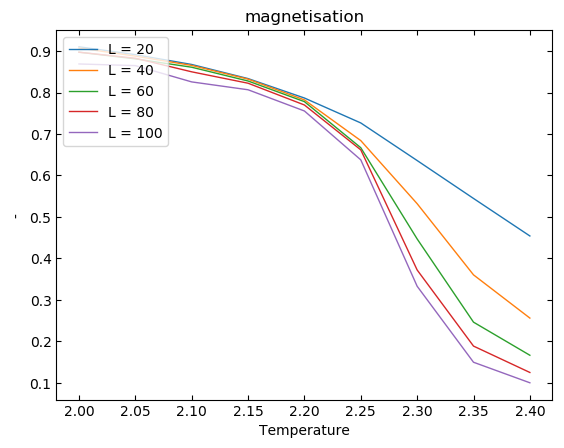 magnetisation
0.9
0.8
0.7
0.6
0.5
0.4
0.3
0.2
0.1
-
L = 20
L = 40
L = 60
L = 80
L = 100
2.00 2.05 2.10 2.15 2.20 2.25 2.30 2.35 2.40
Temperature